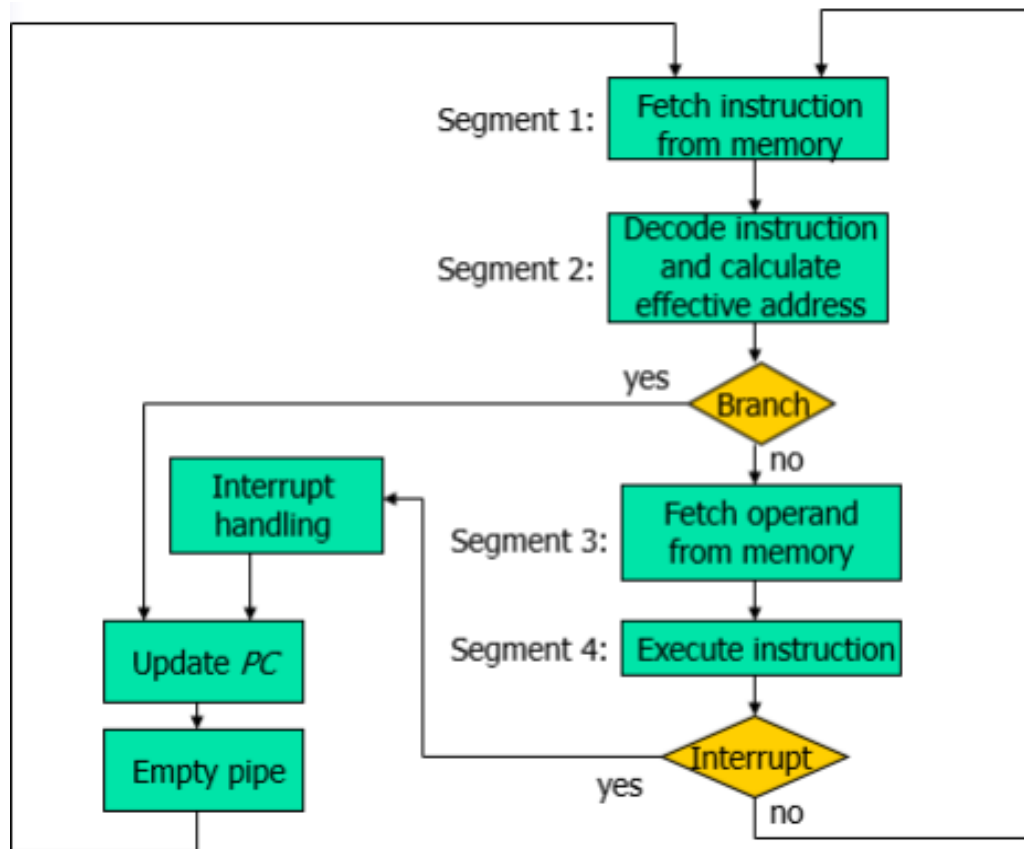 Segment 1:
Fetch instruction
from memory
Segment 2:
Decode instruction
and calculate
effective address
yes
Branch
no
Interrupt
handling
Segment 3:
Fetch operand
from memory
Update PC
Segment 4:
Execute instruction
Empty pipe
Interrupt
yes
no